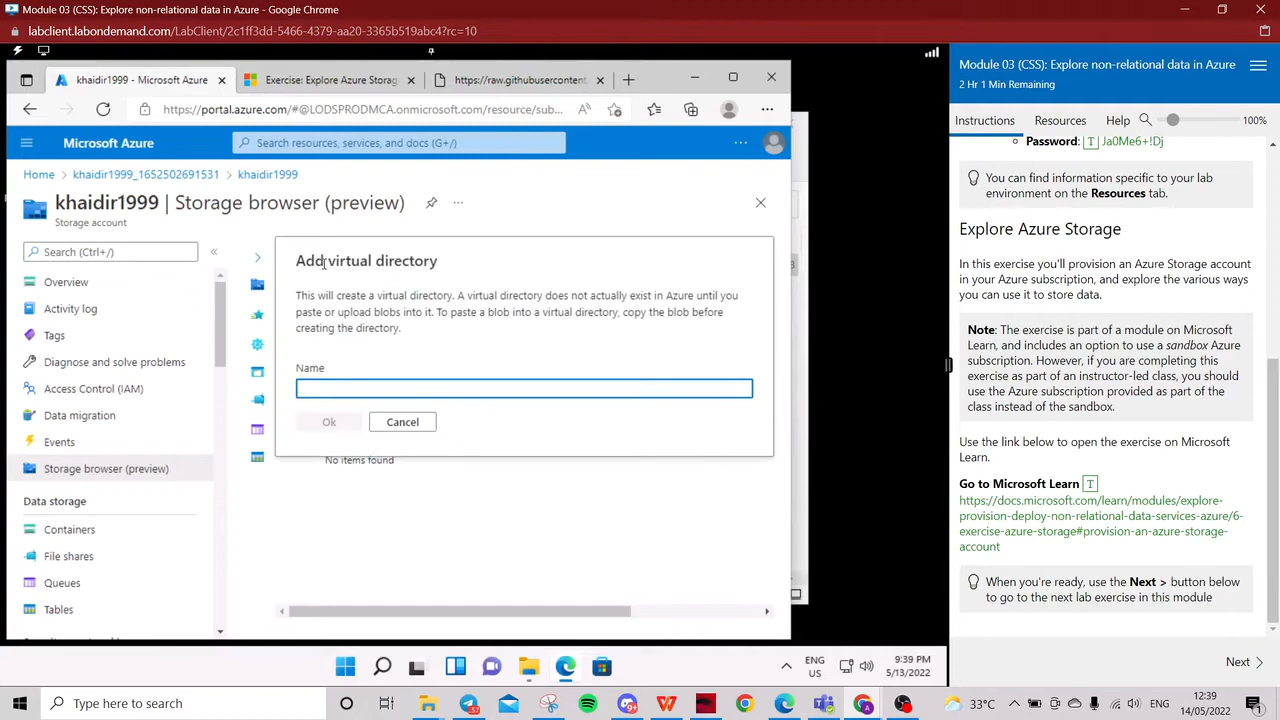 Module 03 (CSS): Explore non-relational data in Azure - Google Chrome
labclient.labondemand.com/LabClient/2c1ff3dd-5466-4379-aa20-3365b519abc4?rc=10
khaidir1999 - Microsoft Azure
Exercise: Explore Azure Storag
https://raw.githubusercontent.
https://portal.azure.com/#@LODSPRODMCA.onmicrosoft.com/resource/sub...
Microsoft Azure
Search resources, services, and docs (G+/)
Home > khaidir1999_1652502691531 > khaidir1999
khaidir1999 | Storage browser (preview)
Storage account
Search (Ctrl+/)
Overview
Activity log
Tags
Diagnose and solve problems
Access Control (IAM)
Data migration
Events
Storage browser (preview)
Data storage
Containers
File shares
Queues
Tables
Add virtual directory
This will create a virtual directory. A virtual directory does not actually exist in Azure until you
paste or upload blobs into it. To paste a blob into a virtual directory, copy the blob before
creating the directory.
Name
Ok
Cancel
No items found
ENG
US
9:39 PM
5/13/2022
Module 03 (CSS): Explore non-relational data in Azure
2 Hr 1 Min Remaining
Instructions
Resources
Help
100%
Password: T Ja0Me6+!Dj
You can find information specific to your lab
environment on the Resources tab.
Explore Azure Storage
In this exercise you'll provision an Azure Storage account
in your Azure subscription, and explore the various ways
you can use it to store data.
Note: The exercise is part of a module on Microsoft
Learn, and includes an option to use a sandbox Azure
subscription. However, if you are completing this
exercise as part of an instructor-led class, you should
use the Azure subscription provided as part of the
class instead of the sandbox.
Use the link below to open the exercise on Microsoft
Learn.
Go to Microsoft Learn T
https://docs.microsoft.com/learn/modules/explore-
provision-deploy-non-relational-data-services-azure/6-
exercise-azure-storage#provision-an-azure-storage-
account
When you're ready, use the Next > button below
to go to the next lab exercise in this module
Next
Type here to search
33°C
12:39
14/05/2022